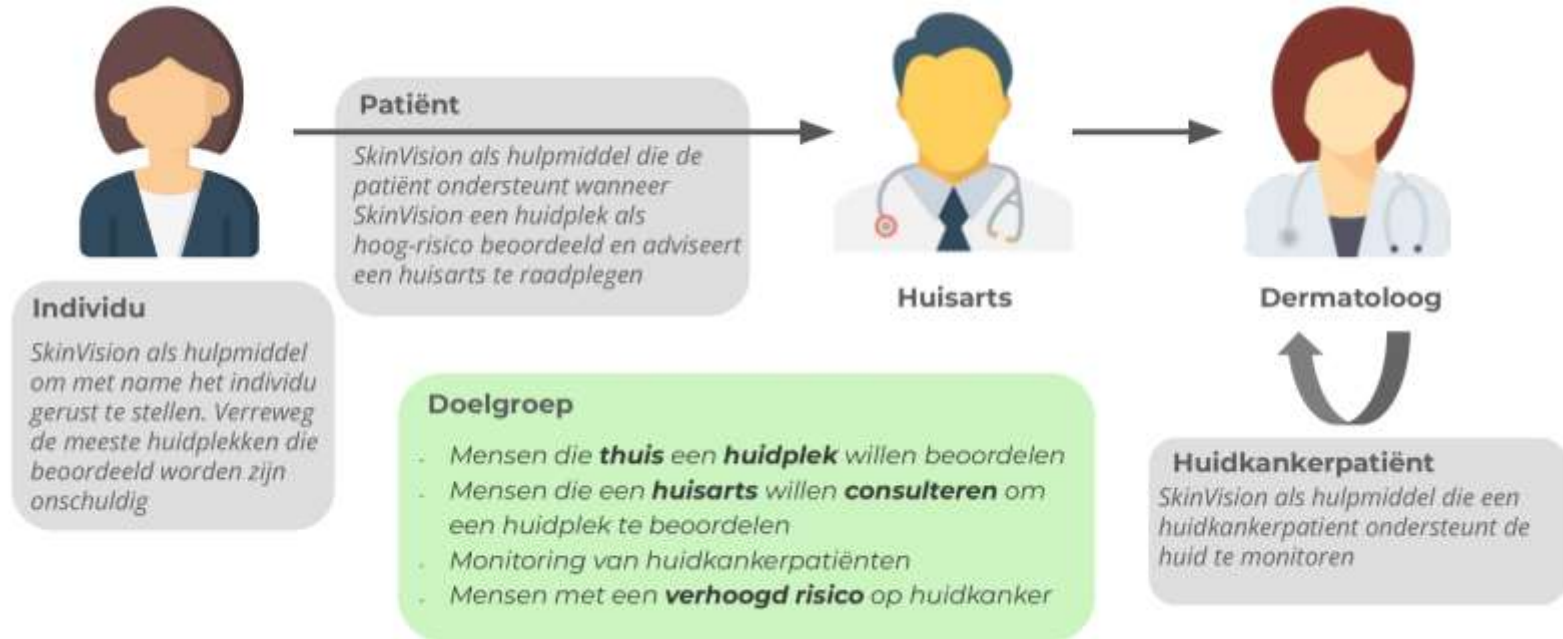 Patiënt
SkinVision als hulpmiddel die de
patiënt ondersteunt wanneer
SkinVision een huidplek als
hoog-risico beoordeeld en adviseert
een huisarts te raadplegen
Huisarts
Dermatoloog
Individu
SkinVision als hulpmiddel
om met name het individu
gerust te stellen. Verreweg
de meeste huidplekken die
beoordeeld worden zijn
onschuldig
Doelgroep
. Mensen die thuis een huidplek willen beoordelen
. Mensen die een huisarts willen consulteren om
een huidplek te beoordelen
. Monitoring van huidkankerpatiënten
. Mensen met een verhoogd risico op huidkanker
Huidkankerpatiënt
SkinVision als hulpmiddel die een
huidkankerpatient ondersteunt de
huid te monitoren